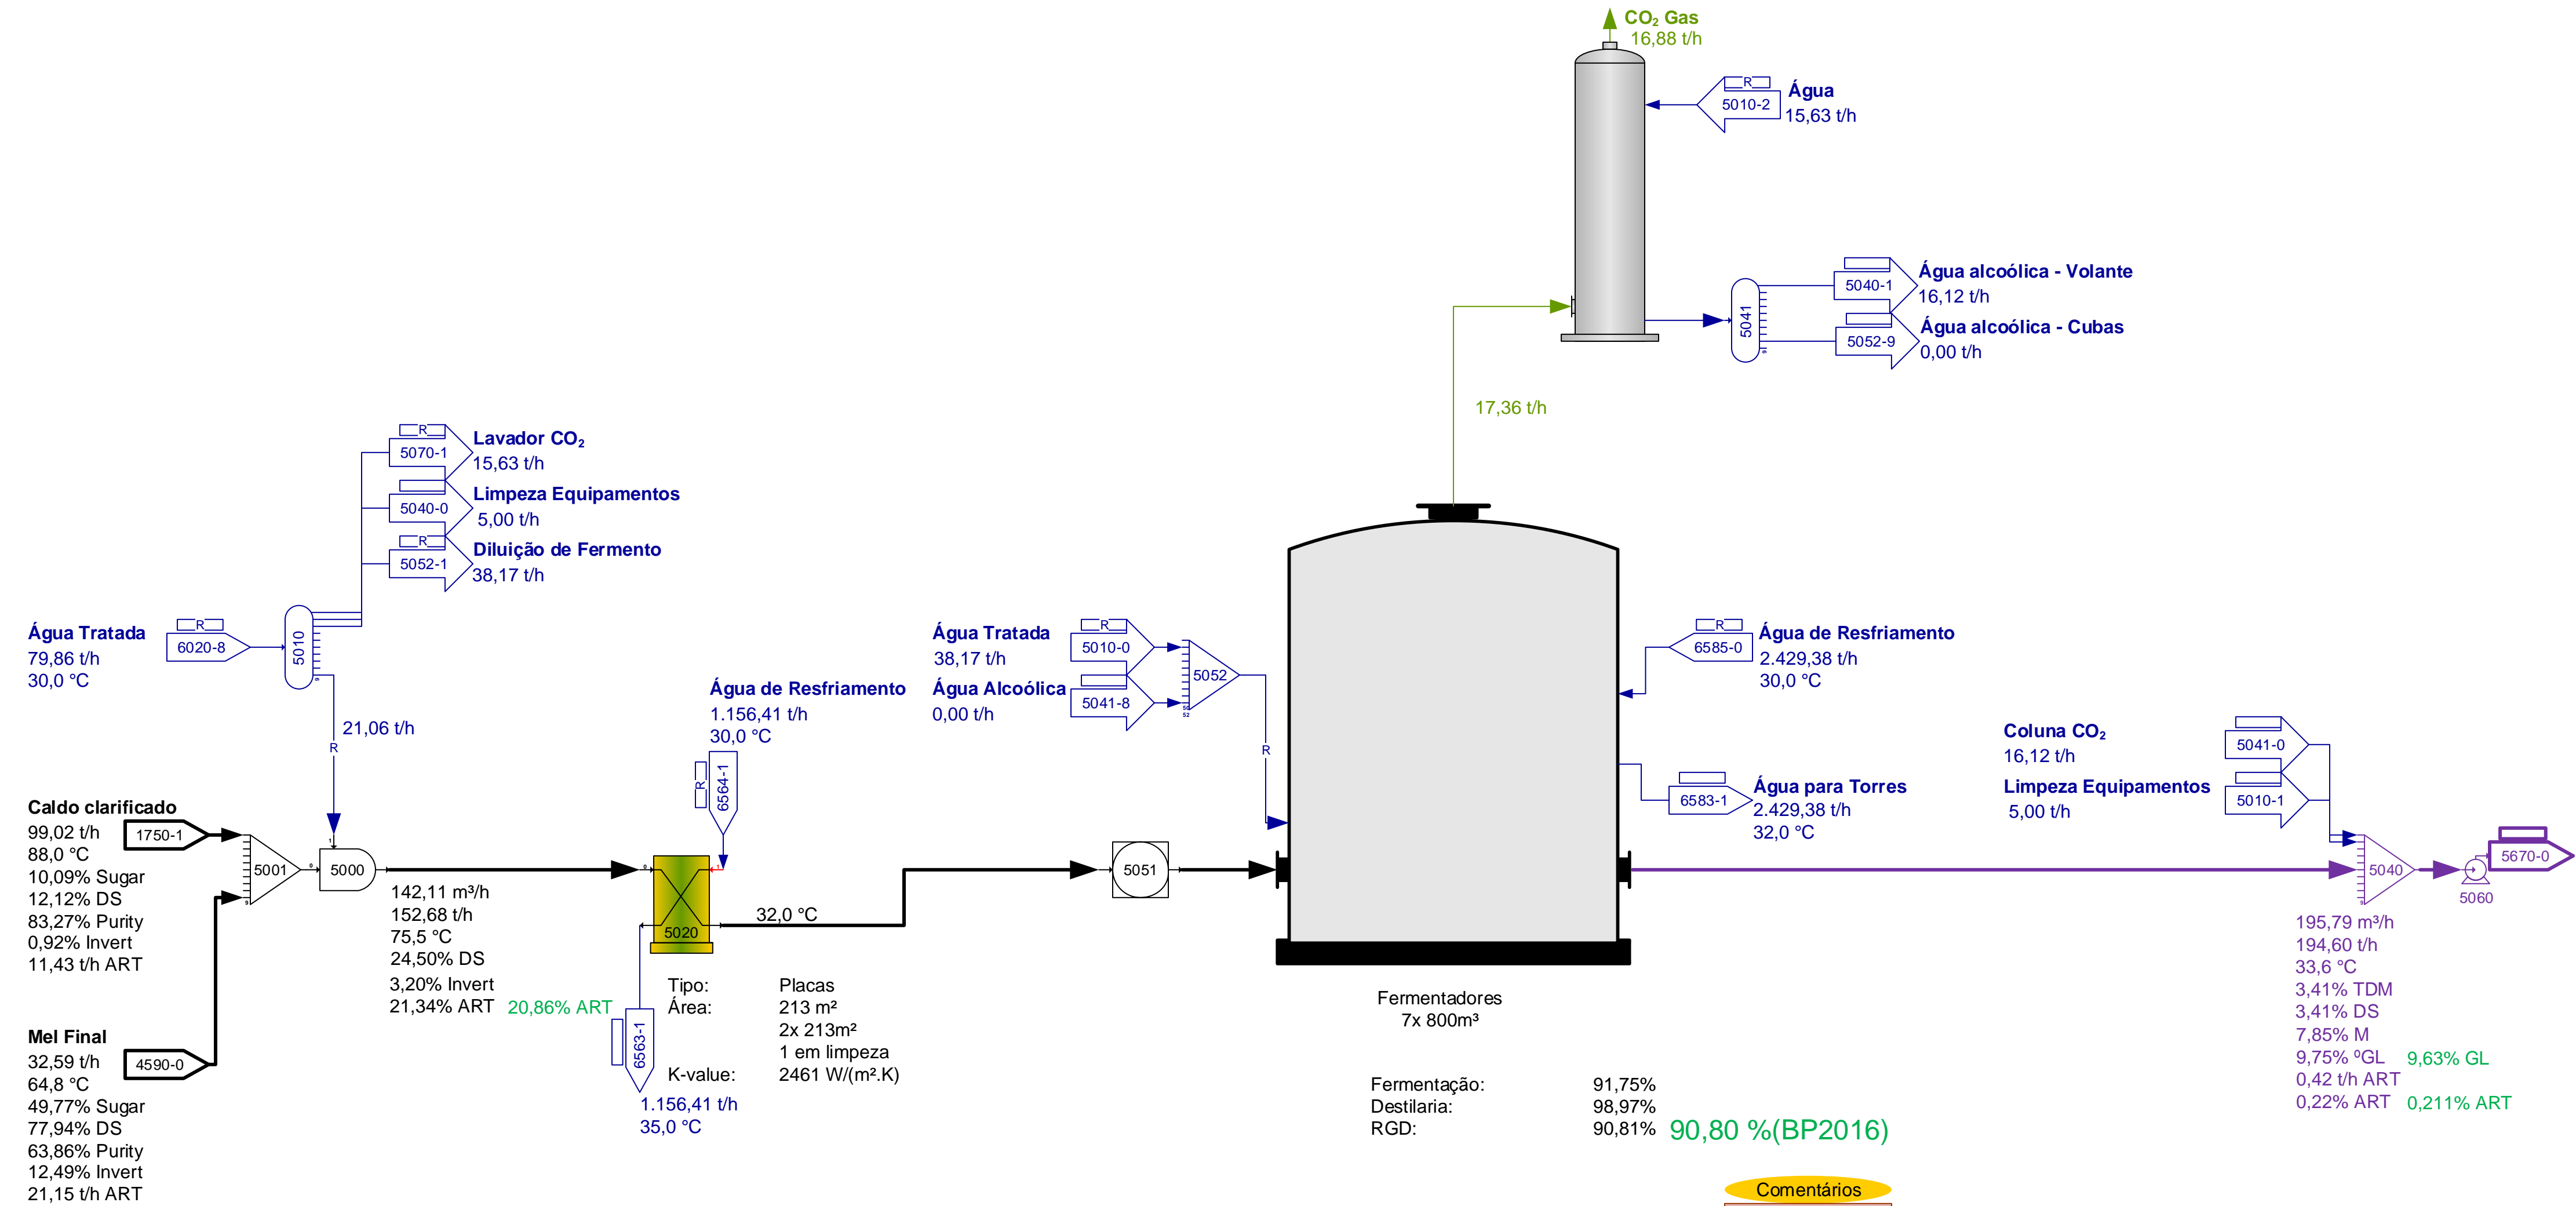 CO₂ Gas
16,88 t/h
R
5010-2
Água
15,63 t/h
5041
9
5040-1
Água alcoólica - Volante
16,12 t/h
5052-9
Água alcoólica - Cubas
0,00 t/h
17,36 t/h
R
5070-1
Lavador CO₂
15,63 t/h
5040-0
Limpeza Equipamentos
5,00 t/h
R
5052-1
Diluição de Fermento
38,17 t/h
Água Tratada
79,86 t/h
30,0 °C
R
6020-8
5010
9
21,06 t/h
R
Caldo clarificado
99,02 t/h
88,0 °C
10,09% Sugar
12,12% DS
83,27% Purity
0,92% Invert
11,43 t/h ART
1750-1
Mel Final
32,59 t/h
64,8 °C
49,77% Sugar
77,94% DS
63,86% Purity
12,49% Invert
21,15 t/h ART
4590-0
5001
9
0
1
5000
142,11 m³/h
152,68 t/h
75,5 °C
24,50% DS
3,20% Invert
21,34% ART
20,86% ART
Água de Resfriamento
1.156,41 t/h
30,0 °C
R
6564-1
0
1
5020
32,0 °C
6563-1
1.156,41 t/h
35,0 °C
Tipo: Placas
Área: 213 m²
2x 213m²
1 em limpeza
K-value: 2461 W/(m².K)
Água Tratada
38,17 t/h
R
5010-0
Água Alcoólica
0,00 t/h
5041-8
5052
52
R
5051
Fermentadores
7x 800m³
Fermentação: 91,75%
Destilaria: 98,97%
RGD: 90,81%
90,80 %(BP2016)
Comentários
R
6585-0
Água de Resfriamento
2.429,38 t/h
30,0 °C
6583-1
Água para Torres
2.429,38 t/h
32,0 °C
Coluna CO₂
16,12 t/h
5041-0
Limpeza Equipamentos
5,00 t/h
5010-1
5040
9
5060
5670-0
195,79 m³/h
194,60 t/h
33,6 °C
3,41% TDM
3,41% DS
7,85% M
9,75% ºGL
9,63% GL
0,42 t/h ART
0,22% ART
0,211% ART